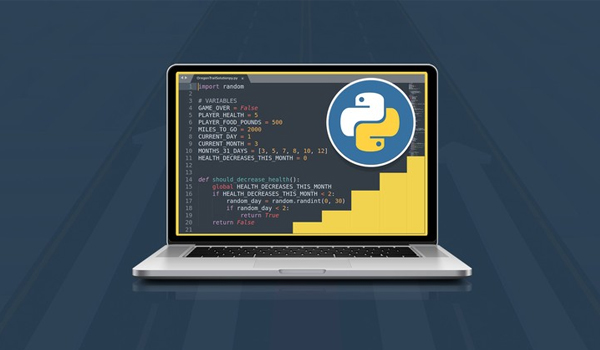 import random
# VARIABLES
GAME_OVER = False
PLAYER_HEALTH = 5
PLAYER_FOOD_POUNDS = 500
MILES_TO_GO = 2000
CURRENT_DAY = 1
CURRENT_MONTH = 3
MONTHS_31_DAYS = [3, 5, 7, 8, 10, 12]
HEALTH_DECREASES_THIS_MONTH = 0
def should_decrease_health():
global HEALTH_DECREASES_THIS_MONTH
if HEALTH_DECREASES_THIS_MONTH < 2:
random_day = random.randint(0, 30)
if random_day < 2:
return True
return False